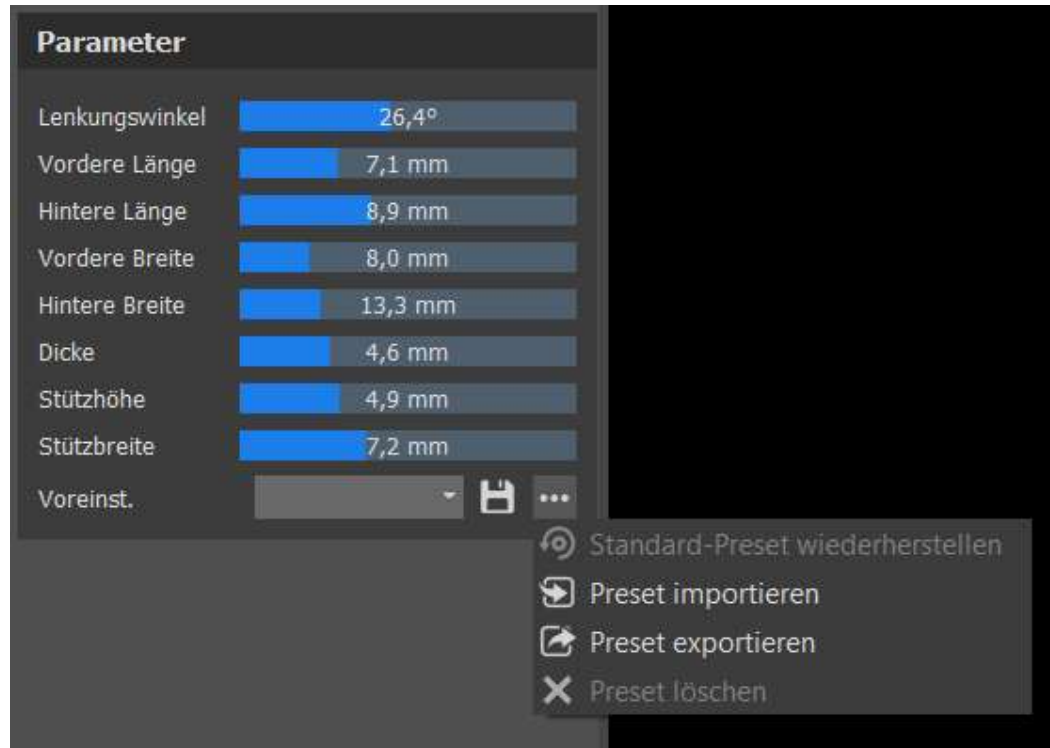 Parameter
Lenkungswinkel 26,4º
Vordere Länge 7,1 mm
Hintere Länge 8,9 mm
Vordere Breite 8,0 mm
Hintere Breite 13,3 mm
Dicke 4,6 mm
Stützhöhe 4,9 mm
Stützbreite 7,2 mm
Voreinst.
Standard-Preset wiederherstellen
Preset importieren
Preset exportieren
Preset löschen